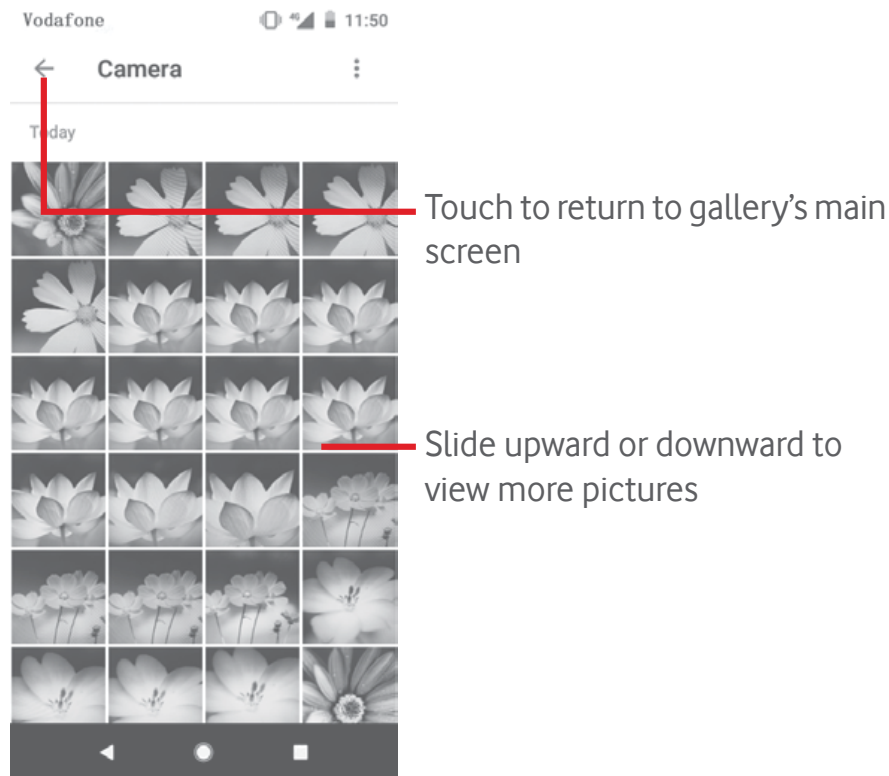 Vodafone 4G 11:50
Camera
Today
Touch to return to gallery’s main
screen
Slide upward or downward to
view more pictures